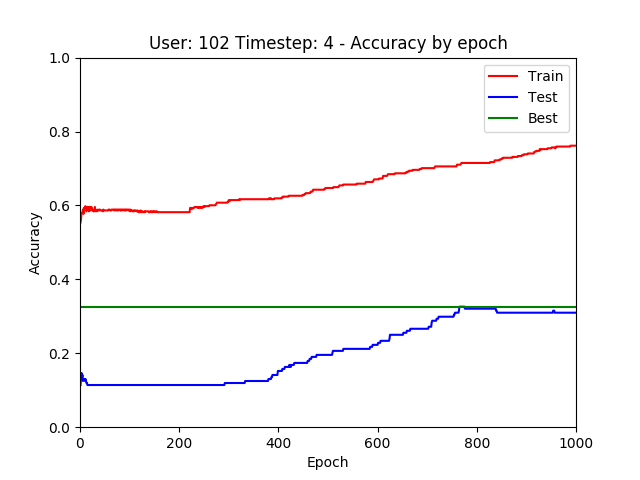 User: 102 Timestep: 4 - Accuracy by epoch
1.0
0.8
0.6
0.4
0.2
0.0
Accuracy
Train
Test
Best
0 200 400 600 800 1000
Epoch